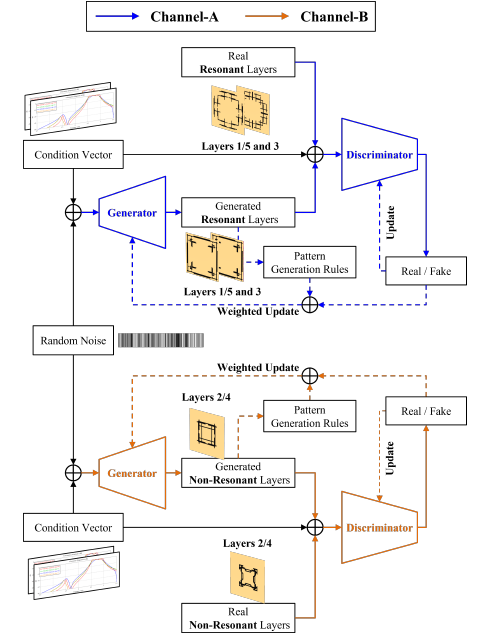 Channel-A
Channel-B
Real
Resonant Layers
Layers 1/5 and 3
Condition Vector
Discriminator
Generator
Generated
Resonant Layers
Update
Layers 1/5 and 3
Pattern
Generation Rules
Real / Fake
Weighted Update
Random Noise
Weighted Update
Layers 2/4
Pattern
Generation Rules
Real / Fake
Generator
Generated
Non-Resonant Layers
Update
Condition Vector
Discriminator
Layers 2/4
Real
Non-Resonant Layers